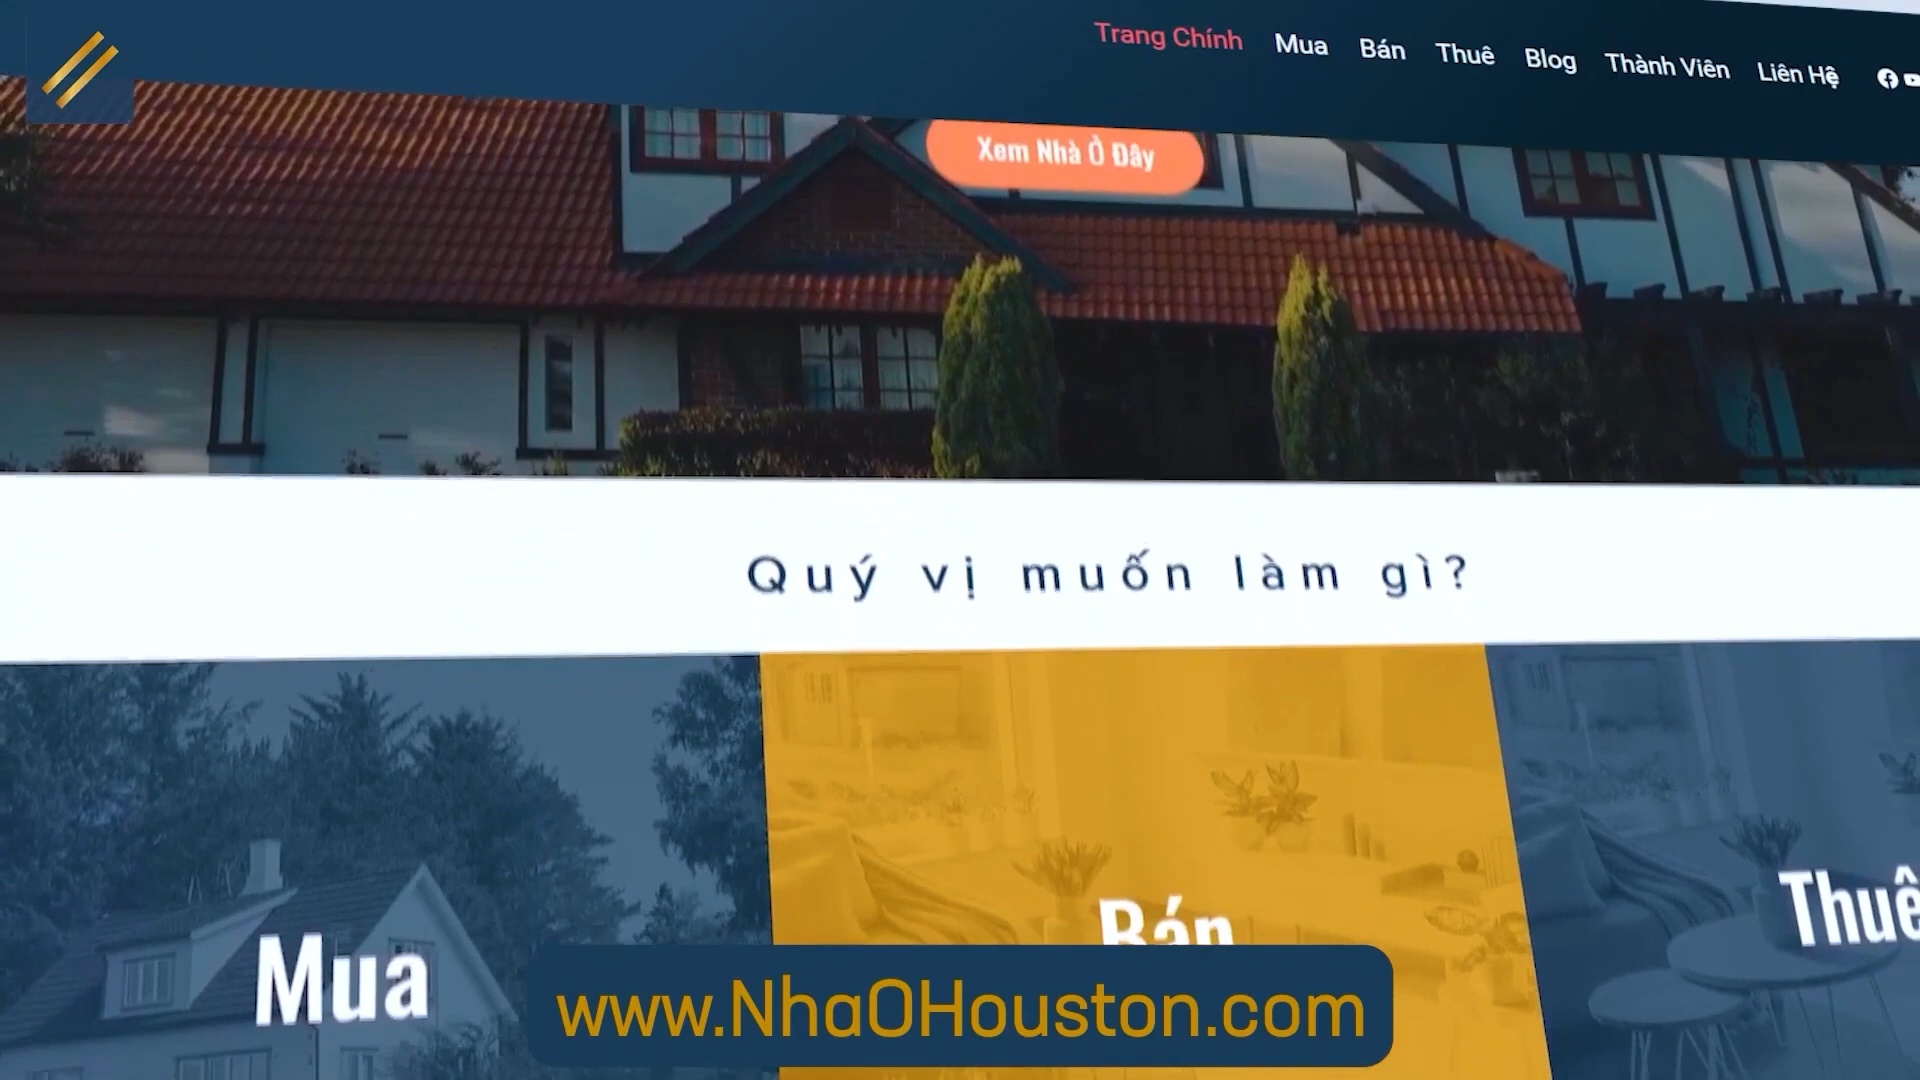 Trang Chính Mua Bán Thuê Blog Thành Viên Liên Hệ
Xem Nhà Ở Đây
Quý vị muốn làm gì?
Mua
Bán
Thuê
www.NhaOHouston.com